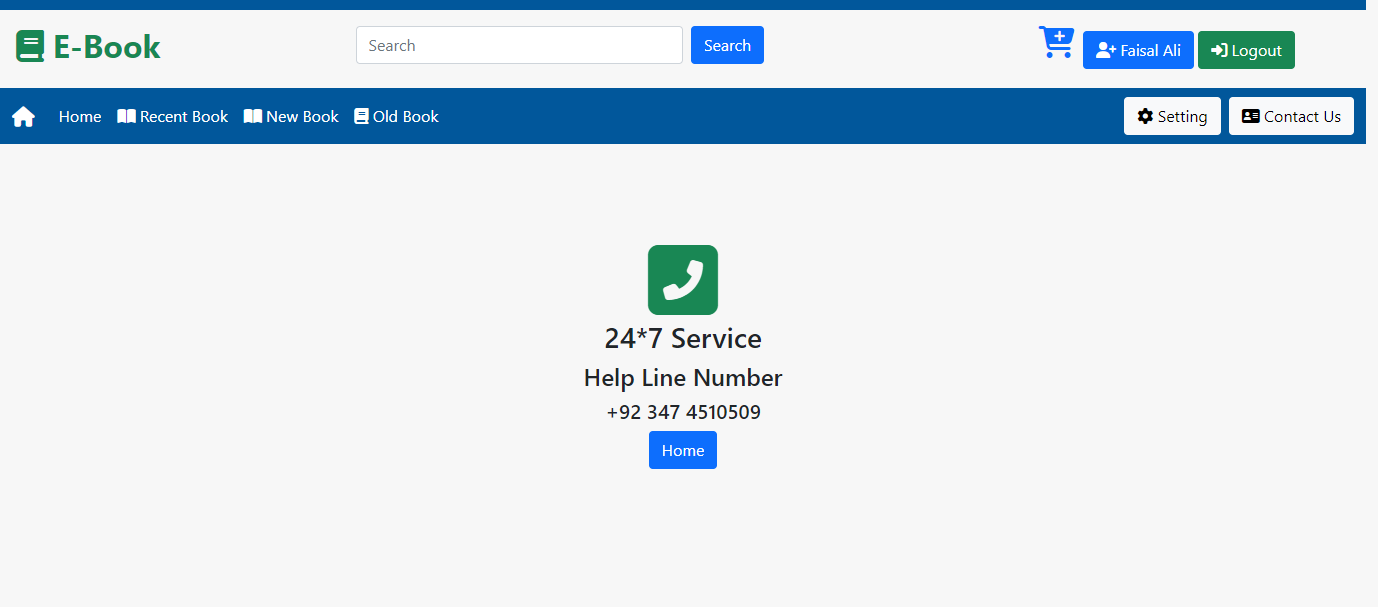 E-Book
Search
Search
Faisal Ali
Logout
Home
Recent Book
New Book
Old Book
Setting
Contact Us
24*7 Service
Help Line Number
+92 347 4510509
Home